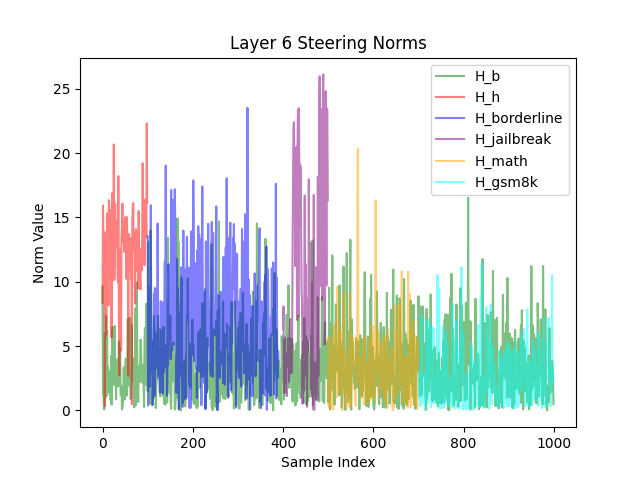 Layer 6 Steering Norms
H_b
H_h
H_borderline
H_jailbreak
H_math
H_gsm8k
25
20
15
10
5
0
Norm Value
0
200
400
600
800
1000
Sample Index